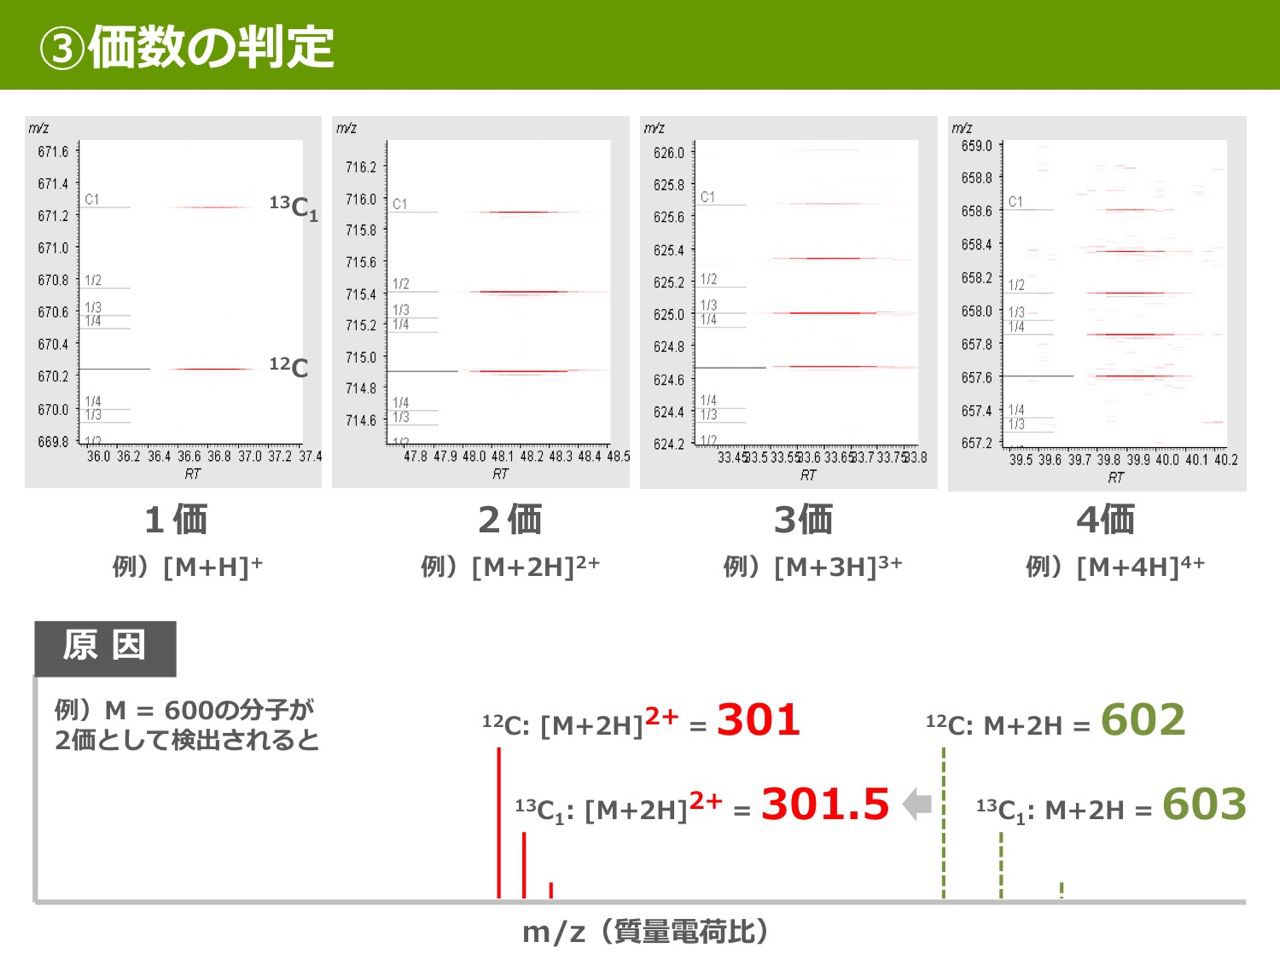 ③価数の判定
m/z
671.6
671.4
671.2
671.0
670.8
670.6
670.4
670.2
670.0
669.8
C1
1/2
1/3
1/4
1/4
1/3
1/2
¹³C₁
¹²C
36.0 36.2 36.4 36.6 36.8 37.0 37.2 37.4
RT
m/z
716.2
716.0
715.8
715.6
715.4
715.2
715.0
714.8
714.6
C1
1/2
1/3
1/4
1/4
1/3
1/2
47.8 47.9 48.0 48.1 48.2 48.3 48.4 48.5
RT
m/z
626.0
625.8
625.6
625.4
625.2
625.0
624.8
624.6
624.4
624.2
C1
1/2
1/3
1/4
1/4
1/3
1/2
33.45 33.5 33.55 33.6 33.65 33.7 33.75 33.8
RT
m/z
659.0
658.8
658.6
658.4
658.2
658.0
657.8
657.6
657.4
657.2
C1
1/2
1/3
1/4
1/4
1/3
39.5 39.6 39.7 39.8 39.9 40.0 40.1 40.2
RT
1価 2価 3価 4価
例）[M+H]⁺ 例）[M+2H]²⁺ 例）[M+3H]³⁺ 例）[M+4H]⁴⁺
原因
例）M = 600の分子が
2価として検出されると
¹²C: [M+2H]²⁺ = 301
¹³C₁: [M+2H]²⁺ = 301.5
¹²C: M+2H = 602
¹³C₁: M+2H = 603
m/z（質量電荷比）